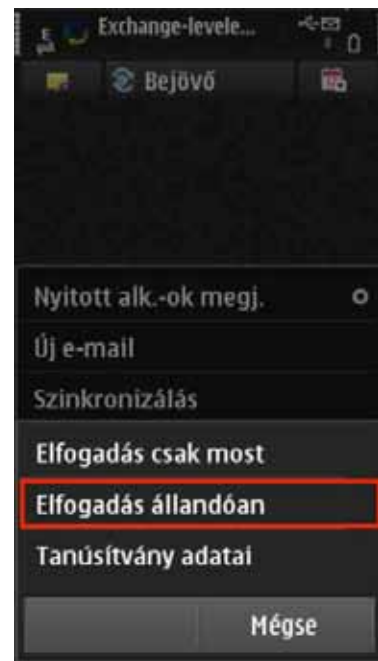 Exchange-levele...
Bejövő
Nyitott alk.-ok megj.
Új e-mail
Szinkronizálás
Elfogadás csak most
Elfogadás állandóan
Tanúsítvány adatai
Mégse